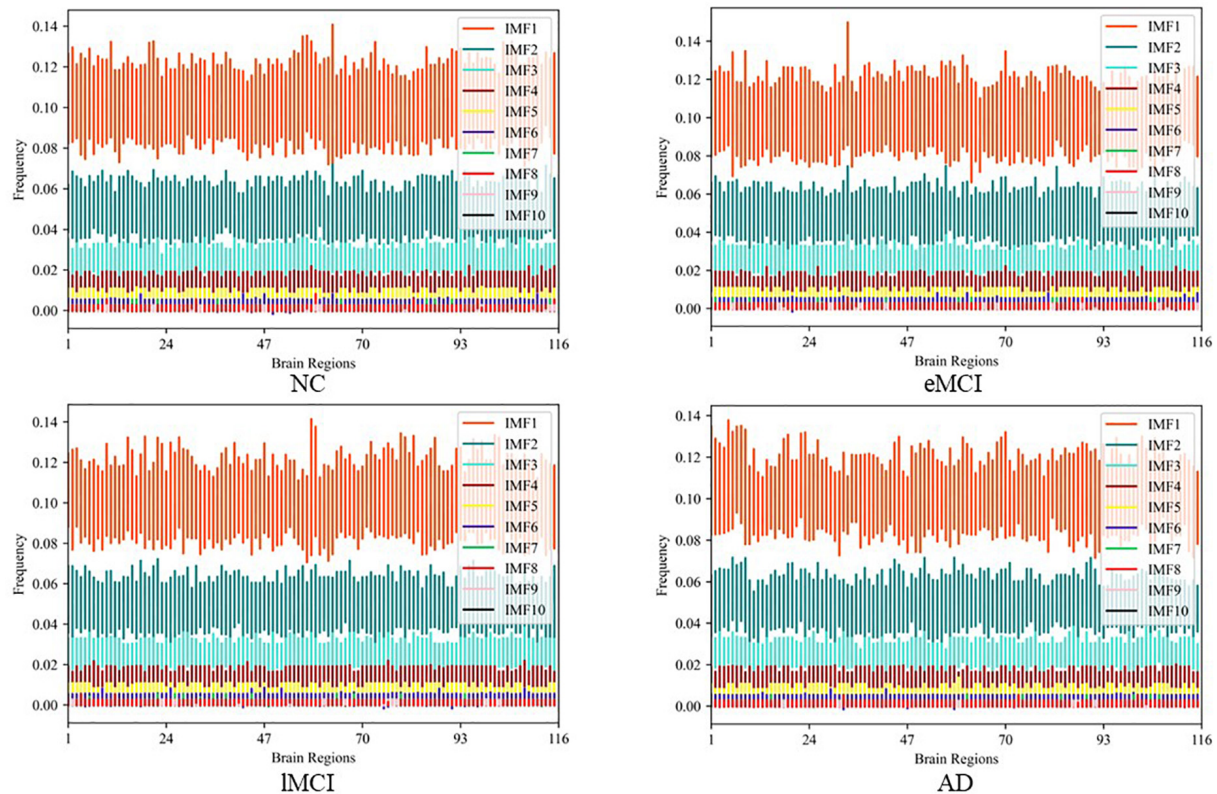 0.14
0.12
0.10
0.08
0.06
0.04
0.02
0.00
Frequency
1 24 47 70 93 116
Brain Regions
IMF1
IMF2
IMF3
IMF4
IMF5
IMF6
IMF7
IMF8
IMF9
IMF10
NC
0.14
0.12
0.10
0.08
0.06
0.04
0.02
0.00
Frequency
1 24 47 70 93 116
Brain Regions
IMF1
IMF2
IMF3
IMF4
IMF5
IMF6
IMF7
IMF8
IMF9
IMF10
eMCI
0.14
0.12
0.10
0.08
0.06
0.04
0.02
0.00
Frequency
1 24 47 70 93 116
Brain Regions
IMF1
IMF2
IMF3
IMF4
IMF5
IMF6
IMF7
IMF8
IMF9
IMF10
lMCI
0.14
0.12
0.10
0.08
0.06
0.04
0.02
0.00
Frequency
1 24 47 70 93 116
Brain Regions
IMF1
IMF2
IMF3
IMF4
IMF5
IMF6
IMF7
IMF8
IMF9
IMF10
AD